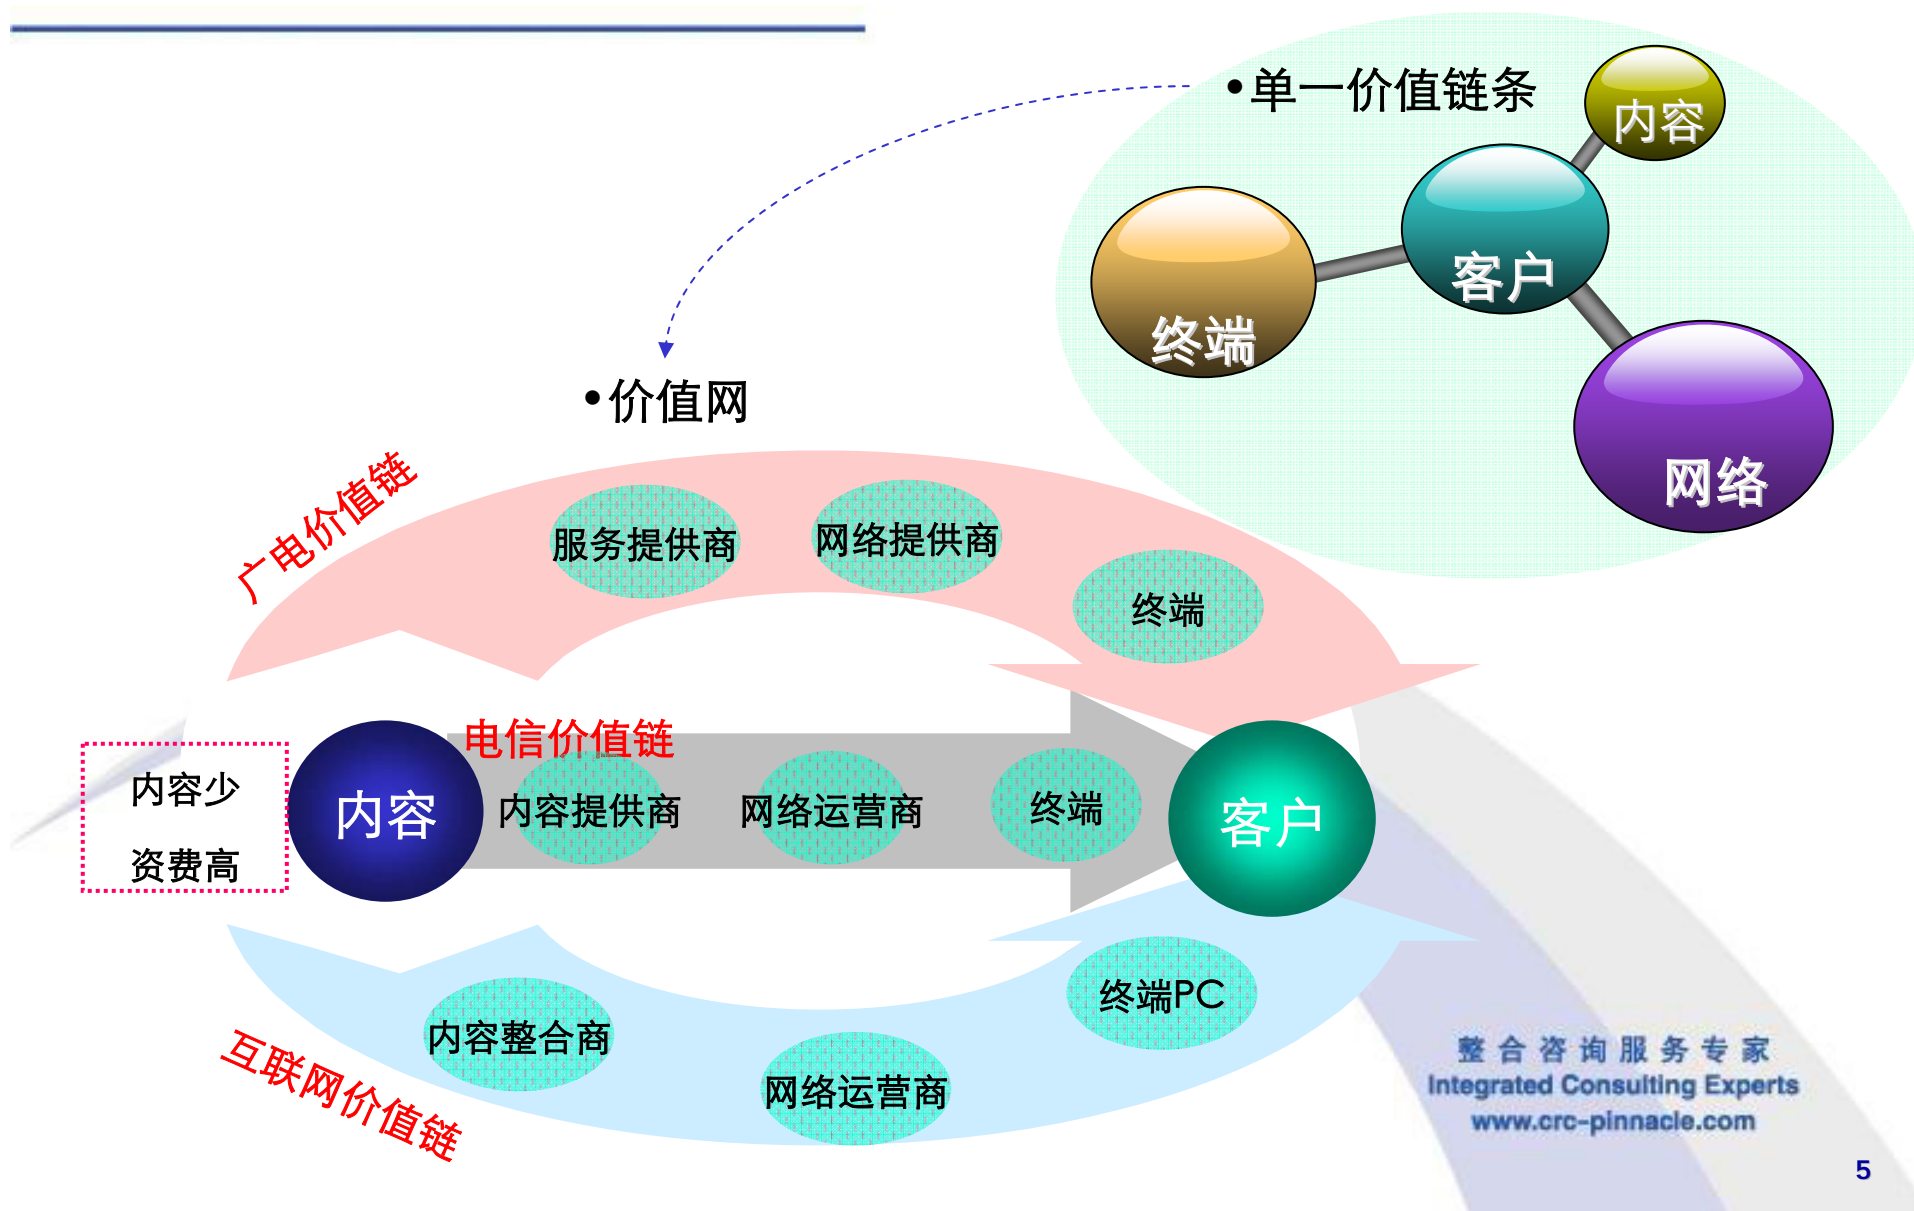 •单一价值链条
内容
客户
终端
网络
•价值网
广电价值链
服务提供商
网络提供商
终端
电信价值链
内容少
资费高
内容
内容提供商
网络运营商
终端
客户
互联网价值链
内容整合商
网络运营商
终端PC
整合咨询服务专家
Integrated Consulting Experts
www.crc-pinnacle.com
5